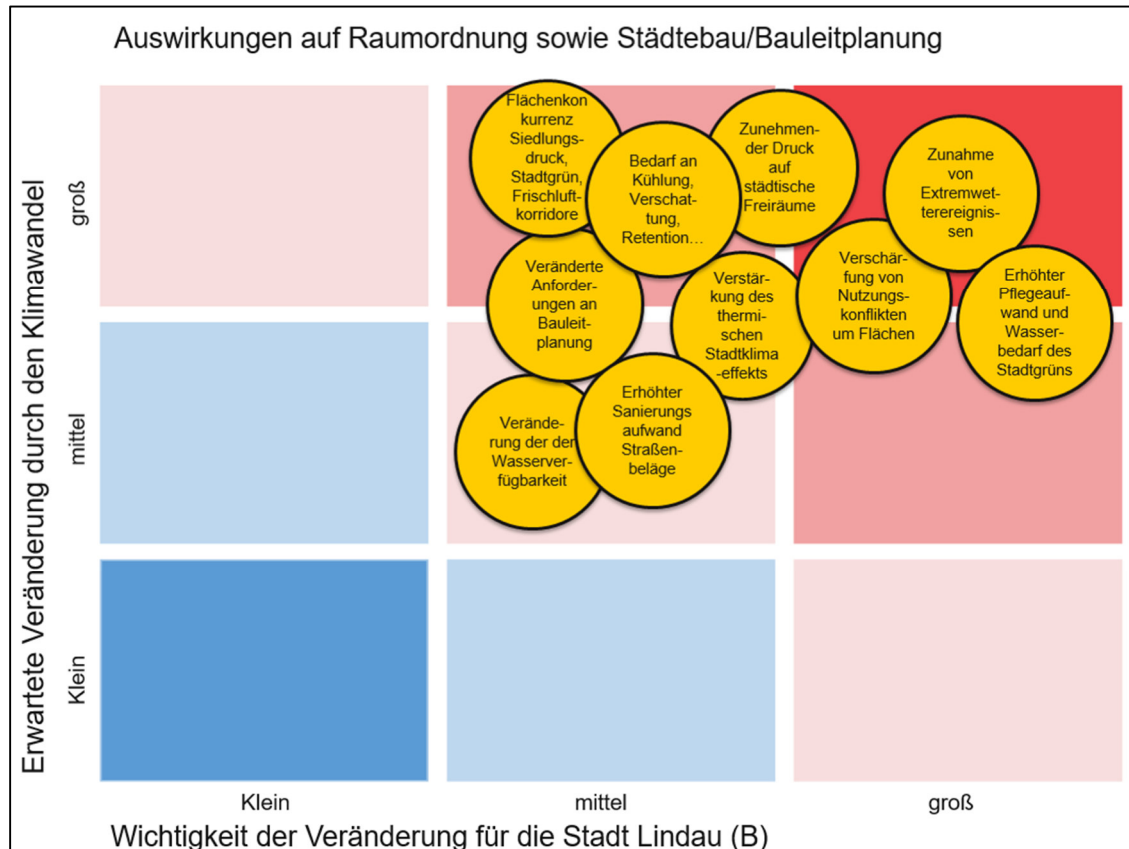 Auswirkungen auf Raumordnung sowie Städtebau/Bauleitplanung
Erwartete Veränderung durch den Klimawandel
groß
mittel
Klein
Flächenkon
kurrenz
Siedlungs-
druck,
Stadtgrün,
Frischluft-
korridore
Bedarf an
Kühlung,
Verschat-
tung,
Retention...
Zunehmen-
der Druck
auf
städtische
Freiräume
Zunahme
von
Extremwet-
terereignis-
sen
Veränderte
Anforder-
ungen an
Bauleit-
planung
Verstär-
kung des
thermi-
schen
Stadtklima
-effekts
Verschär-
fung von
Nutzungs-
konflikten
um Flächen
Erhöhter
Pflegeauf-
wand und
Wasser-
bedarf des
Stadtgrüns
Verände-
rung der der
Wasserver-
fügbarkeit
Erhöhter
Sanierungs
aufwand
Straßen-
beläge
Klein
mittel
groß
Wichtigkeit der Veränderung für die Stadt Lindau (B)